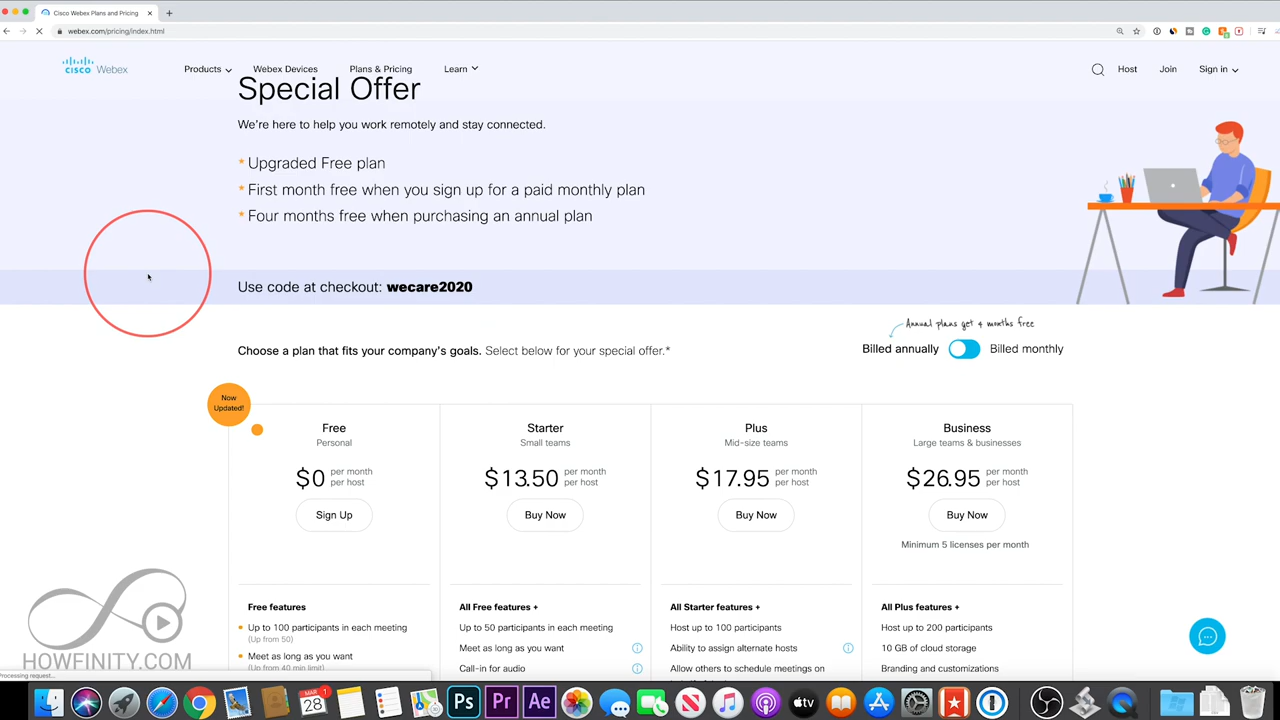 Cisco Webex Plans and Pricing
webex.com/pricing/index.html
CISCO Webex
Products
Webex Devices
Plans & Pricing
Learn
Host
Join
Sign in
Special Offer
We're here to help you work remotely and stay connected.
* Upgraded Free plan
* First month free when you sign up for a paid monthly plan
* Four months free when purchasing an annual plan
Use code at checkout: wecare2020
Annual plans get 4 months free
Choose a plan that fits your company's goals. Select below for your special offer.*
Billed annually
Billed monthly
Now
Updated!
Free
Personal
$0 per month
per host
Sign Up
Starter
Small teams
$13.50 per month
per host
Buy Now
Plus
Mid-size teams
$17.95 per month
per host
Buy Now
Business
Large teams & businesses
$26.95 per month
per host
Buy Now
Minimum 5 licenses per month
Free features
Up to 100 participants in each meeting
(Up from 50)
Meet as long as you want
(Up from 40 min limit)
All Free features +
Up to 50 participants in each meeting
Meet as long as you want
Call-in for audio
All Starter features +
Host up to 100 participants
Ability to assign alternate hosts
Allow others to schedule meetings on
All Plus features +
Host up to 200 participants
10 GB of cloud storage
Branding and customizations
HOWFINITY.COM
Processing request...
MAR
28
Ps
Pr
Ae
tv
1